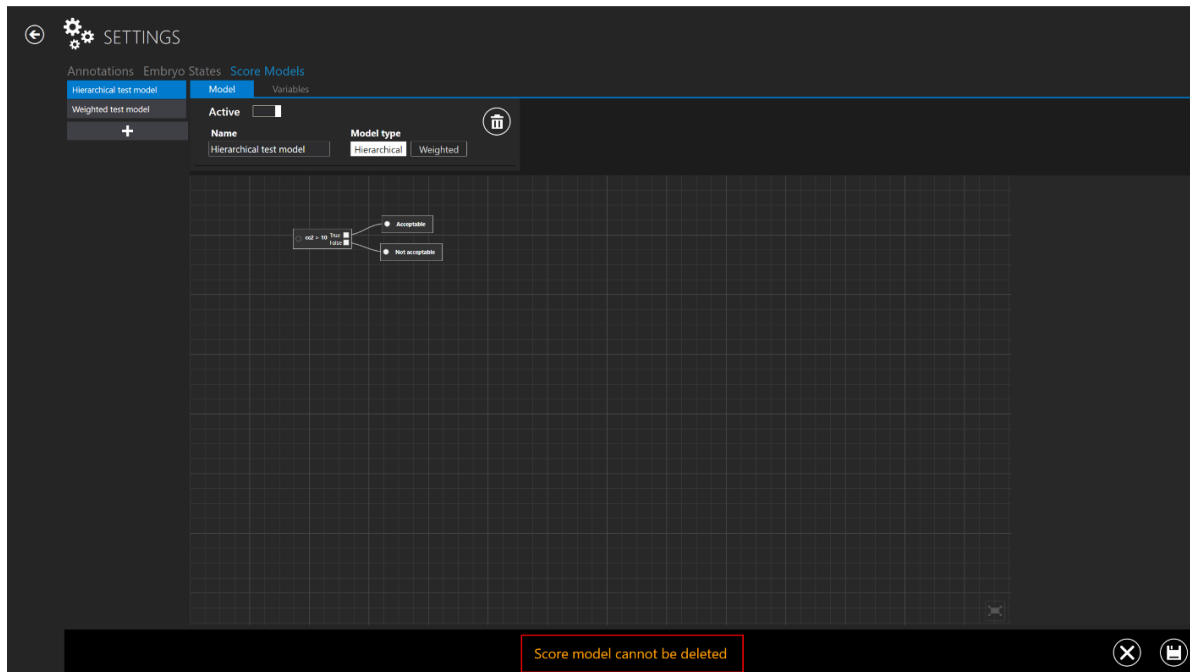 SETTINGS
Annotations Embryo States Score Models
Hierarchical test model
Weighted test model
Model Variables
Active
Name Model type
Hierarchical test model Hierarchical Weighted
Acceptable
True
False
Not acceptable
Score model cannot be deleted